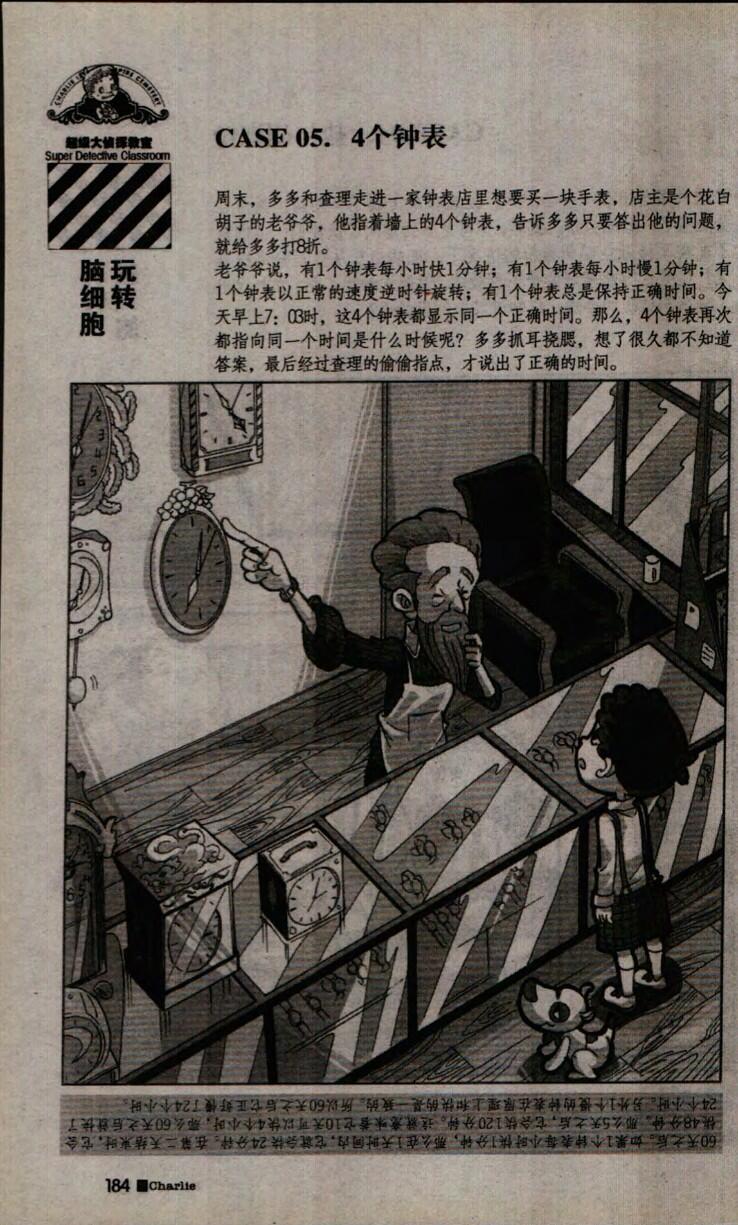 超级大侦探教室
Super Detective Classroom
玩转
脑细胞
CASE 05. 4个钟表
周末，多多和查理走进一家钟表店里想要买一块手表，店主是个花白
胡子的老爷爷，他指着墙上的4个钟表，告诉多多只要答出他的问题，
就给多多打8折。
老爷爷说，有1个钟表每小时快1分钟；有1个钟表每小时慢1分钟；有
1个钟表以正常的速度逆时针旋转；有1个钟表总是保持正确时间。今
天早上7：03时，这4个钟表都显示同一个正确时间。那么，4个钟表再次
都指向同一个时间是什么时候呢？多多抓耳挠腮，想了很久都不知道
答案，最后经过查理的偷偷指点，才说出了正确的时间。
60天之后。如果1个钟表每小时快1分钟，那么在1天时间内，它就会快24分钟。在第二天结束时，它会
快48分钟。那么5天之后，它会快120分钟。这就意味着它10天可以快4个小时，那么60天之后就快了
24个小时。另外1个慢的钟表在原理上和快的是一致的。所以60天之后它正好慢了24个小时。
184 Charlie